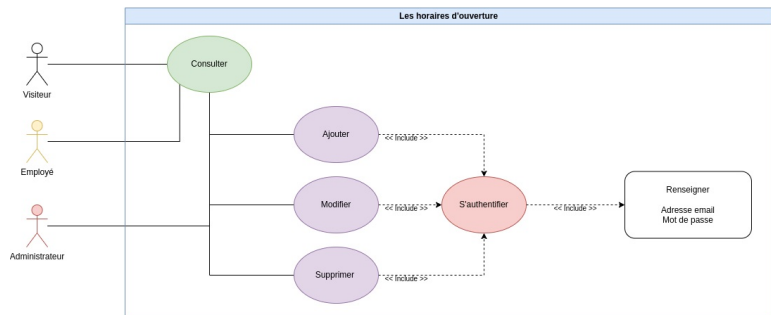 Les horaires d'ouverture
Consulter
Visiteur
Ajouter
<< Include >>
Employé
Modifier
<< Include >>
S'authentifier
<< Include >>
Renseigner
Adresse email
Mot de passe
Administrateur
Supprimer
<< Include >>